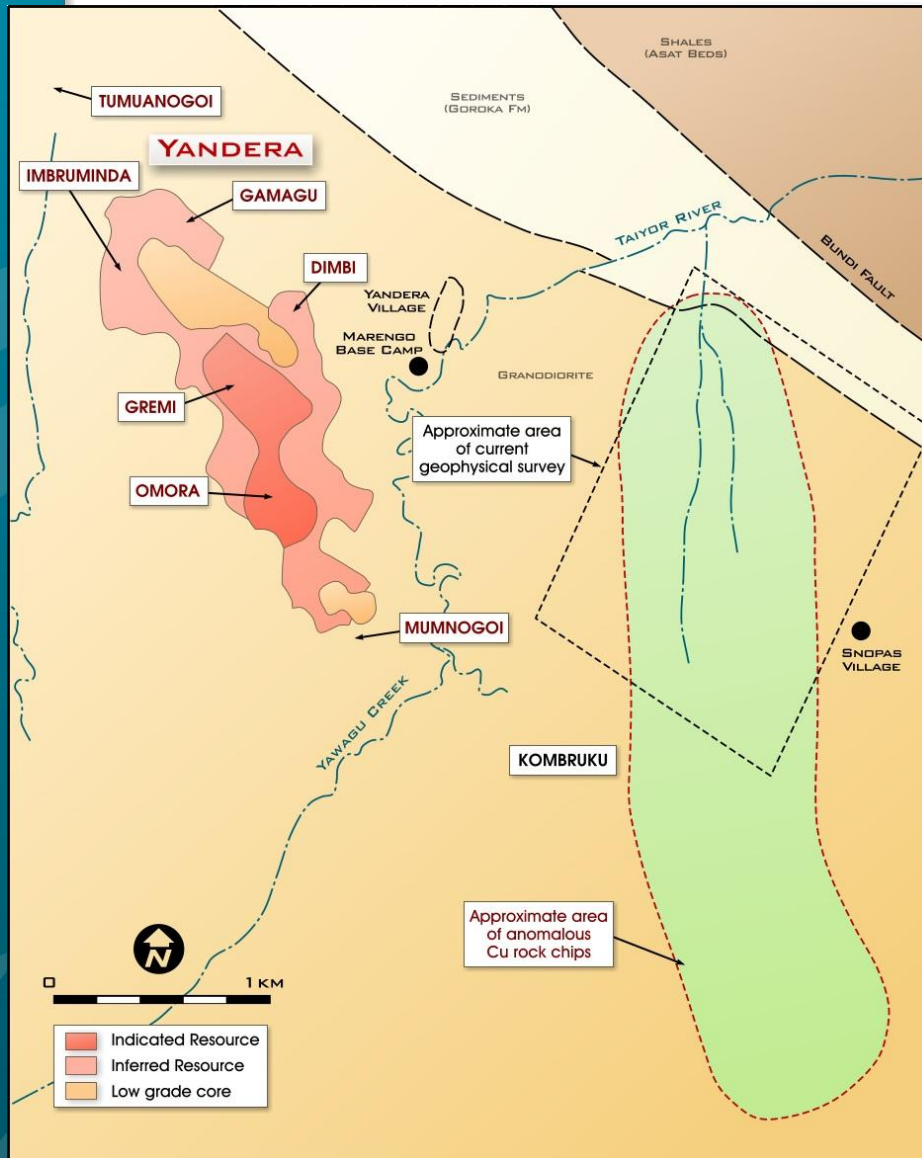 SHALES
(ASAT BEDS)
SEDIMENTS
(GOROKA FM)
TUMUANOGOI
YANDERA
IMBRUMINDA
GAMAGU
TAIYOR RIVER
BUNDI FAULT
DIMBI
YANDERA
VILLAGE
MARENGO
BASE CAMP
GRANODIORITE
GREMI
Approximate area
of current
geophysical survey
OMORA
MUMNOGOI
SNOPAS
VILLAGE
YAWAGU CREEK
KOMBRUKU
Approximate area
of anomalous
Cu rock chips
N
0 1 KM
Indicated Resource
Inferred Resource
Low grade core